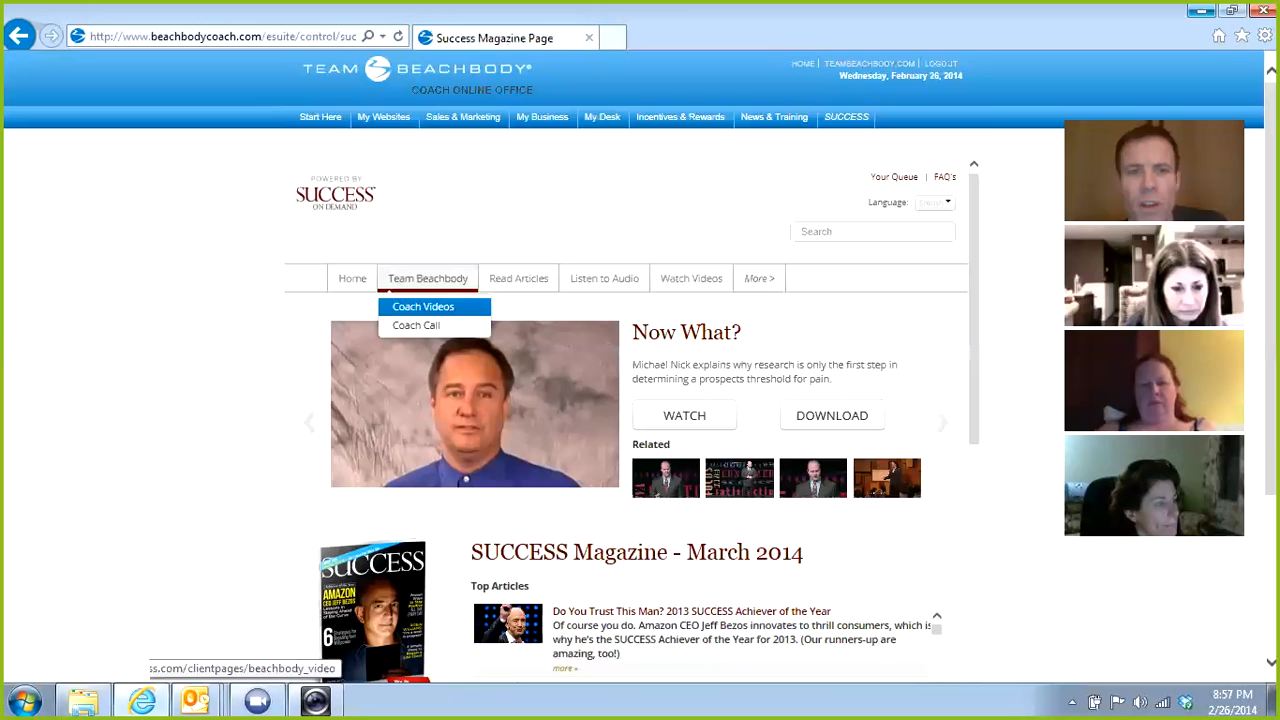 http://www.beachbodycoach.com/esuite/control/suc
Success Magazine Page
TEAM BEACHBODY®
COACH ONLINE OFFICE
HOME | TEAMBEACHBODY.COM | LOGOUT
Wednesday, February 26, 2014
Start Here | My Websites | Sales & Marketing | My Business | My Desk | Incentives & Rewards | News & Training | SUCCESS
POWERED BY
SUCCESS
ON DEMAND
Your Queue | FAQ's
Language: English
Search
Home Team Beachbody Read Articles Listen to Audio Watch Videos More >
Coach Videos
Coach Call
Now What?
Michael Nick explains why research is only the first step in
determining a prospects threshold for pain.
WATCH DOWNLOAD
Related
SUCCESS Magazine - March 2014
Top Articles
Do You Trust This Man? 2013 SUCCESS Achiever of the Year
Of course you do. Amazon CEO Jeff Bezos innovates to thrill consumers, which is
why he's the SUCCESS Achiever of the Year for 2013. (Our runners-up are
amazing, too!)
more »
SUCCESS
AMAZON
CEO JEFF BEZOS
6
ss.com/clientpages/beachbody_video
8:57 PM
2/26/2014